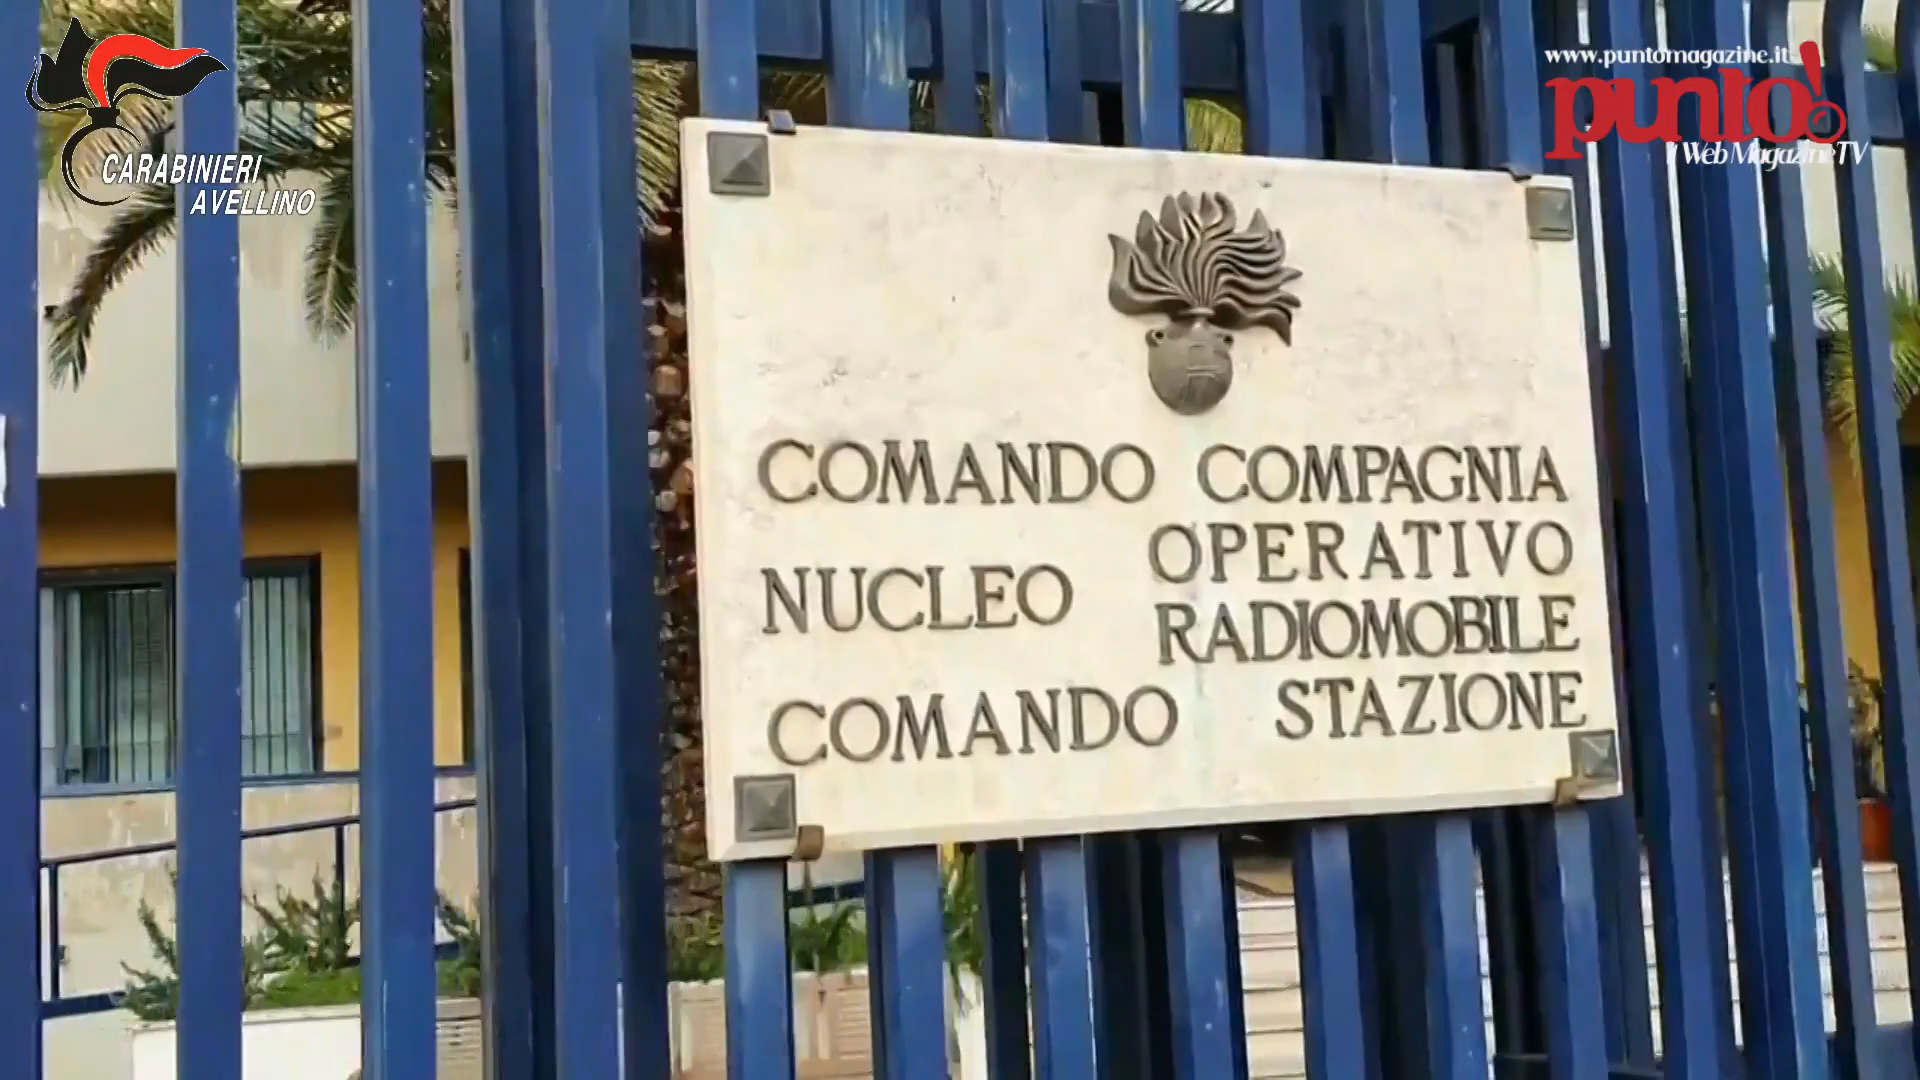 CARABINIERI
AVELLINO
www.puntomagazine.it
punto!
il Web Magazine TV
COMANDO COMPAGNIA
NUCLEO OPERATIVO
RADIOMOBILE
COMANDO STAZIONE